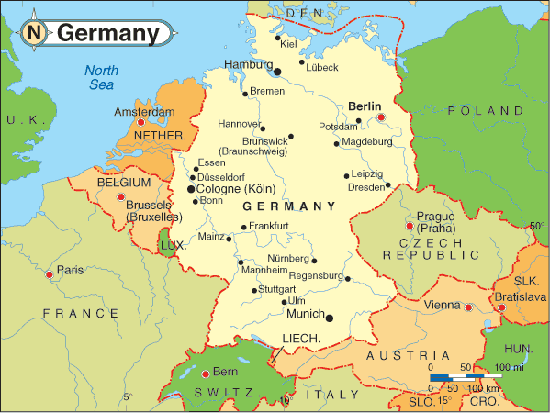 N Germany
DEN.
Kiel
Lübeck
Hamburg
North
Sea
U.K.
Bremen
Berlin
POLAND
Amsterdam
NETHER.
Hannover
Potsdam
Brunswick
(Braunschweig)
Magdeburg
Essen
Düsseldorf
Leipzig
Dresden
BELGIUM
Cologne (Köln)
Bonn
GERMANY
Brussels
(Bruxelles)
Prague
(Praha)
50°
LUX.
Mainz
Frankfurt
CZECH
REPUBLIC
Paris
Mannheim
Nürnberg
Regensburg
SLK.
Stuttgart
Ulm
Vienna
Bratislava
FRANCE
Munich
LIECH.
AUSTRIA
HUN.
Bern
0 50 100 mi
0 50 100 km
SWITZ
ITALY
SLO.
CRO.
5°
10°
15°